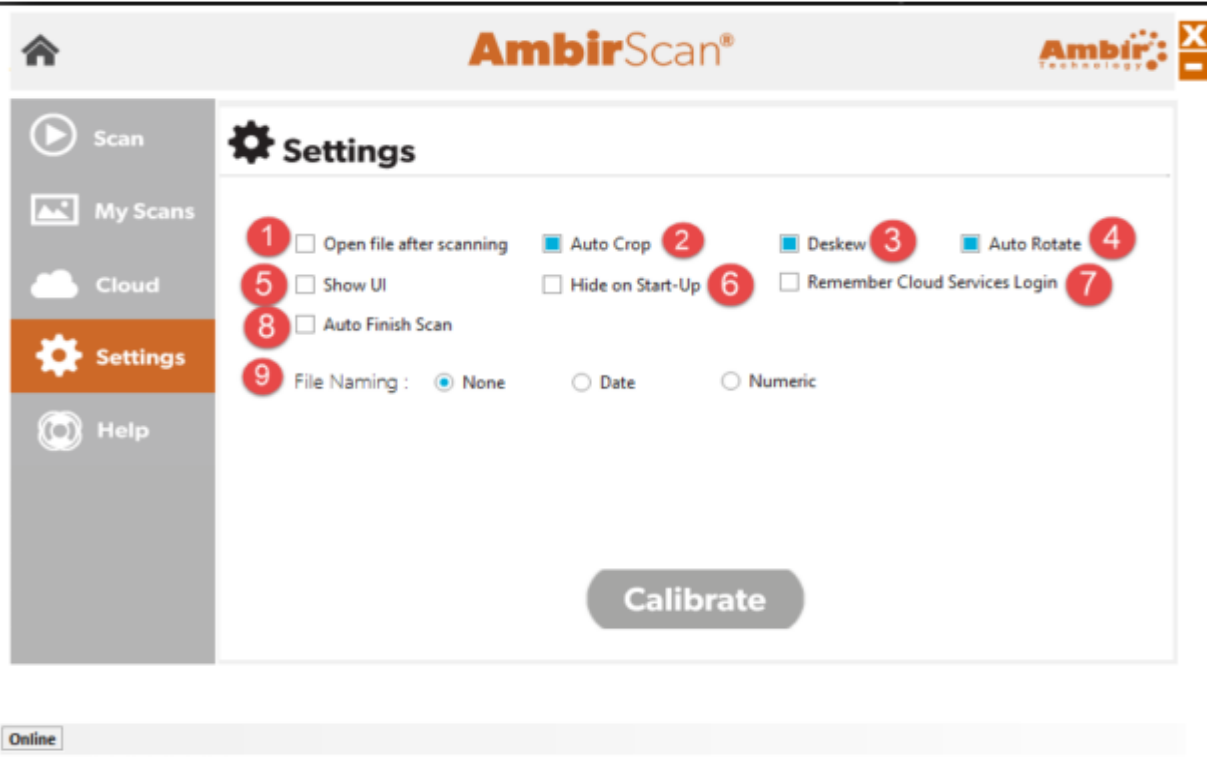 AmbirScan®
Ambir
Technology
X
Scan
Settings
My Scans
1 Open file after scanning Auto Crop 2 Deskew 3 Auto Rotate 4
Cloud
5 Show UI Hide on Start-Up 6 Remember Cloud Services Login 7
8 Auto Finish Scan
Settings
9 File Naming : None Date Numeric
Help
Calibrate
Online